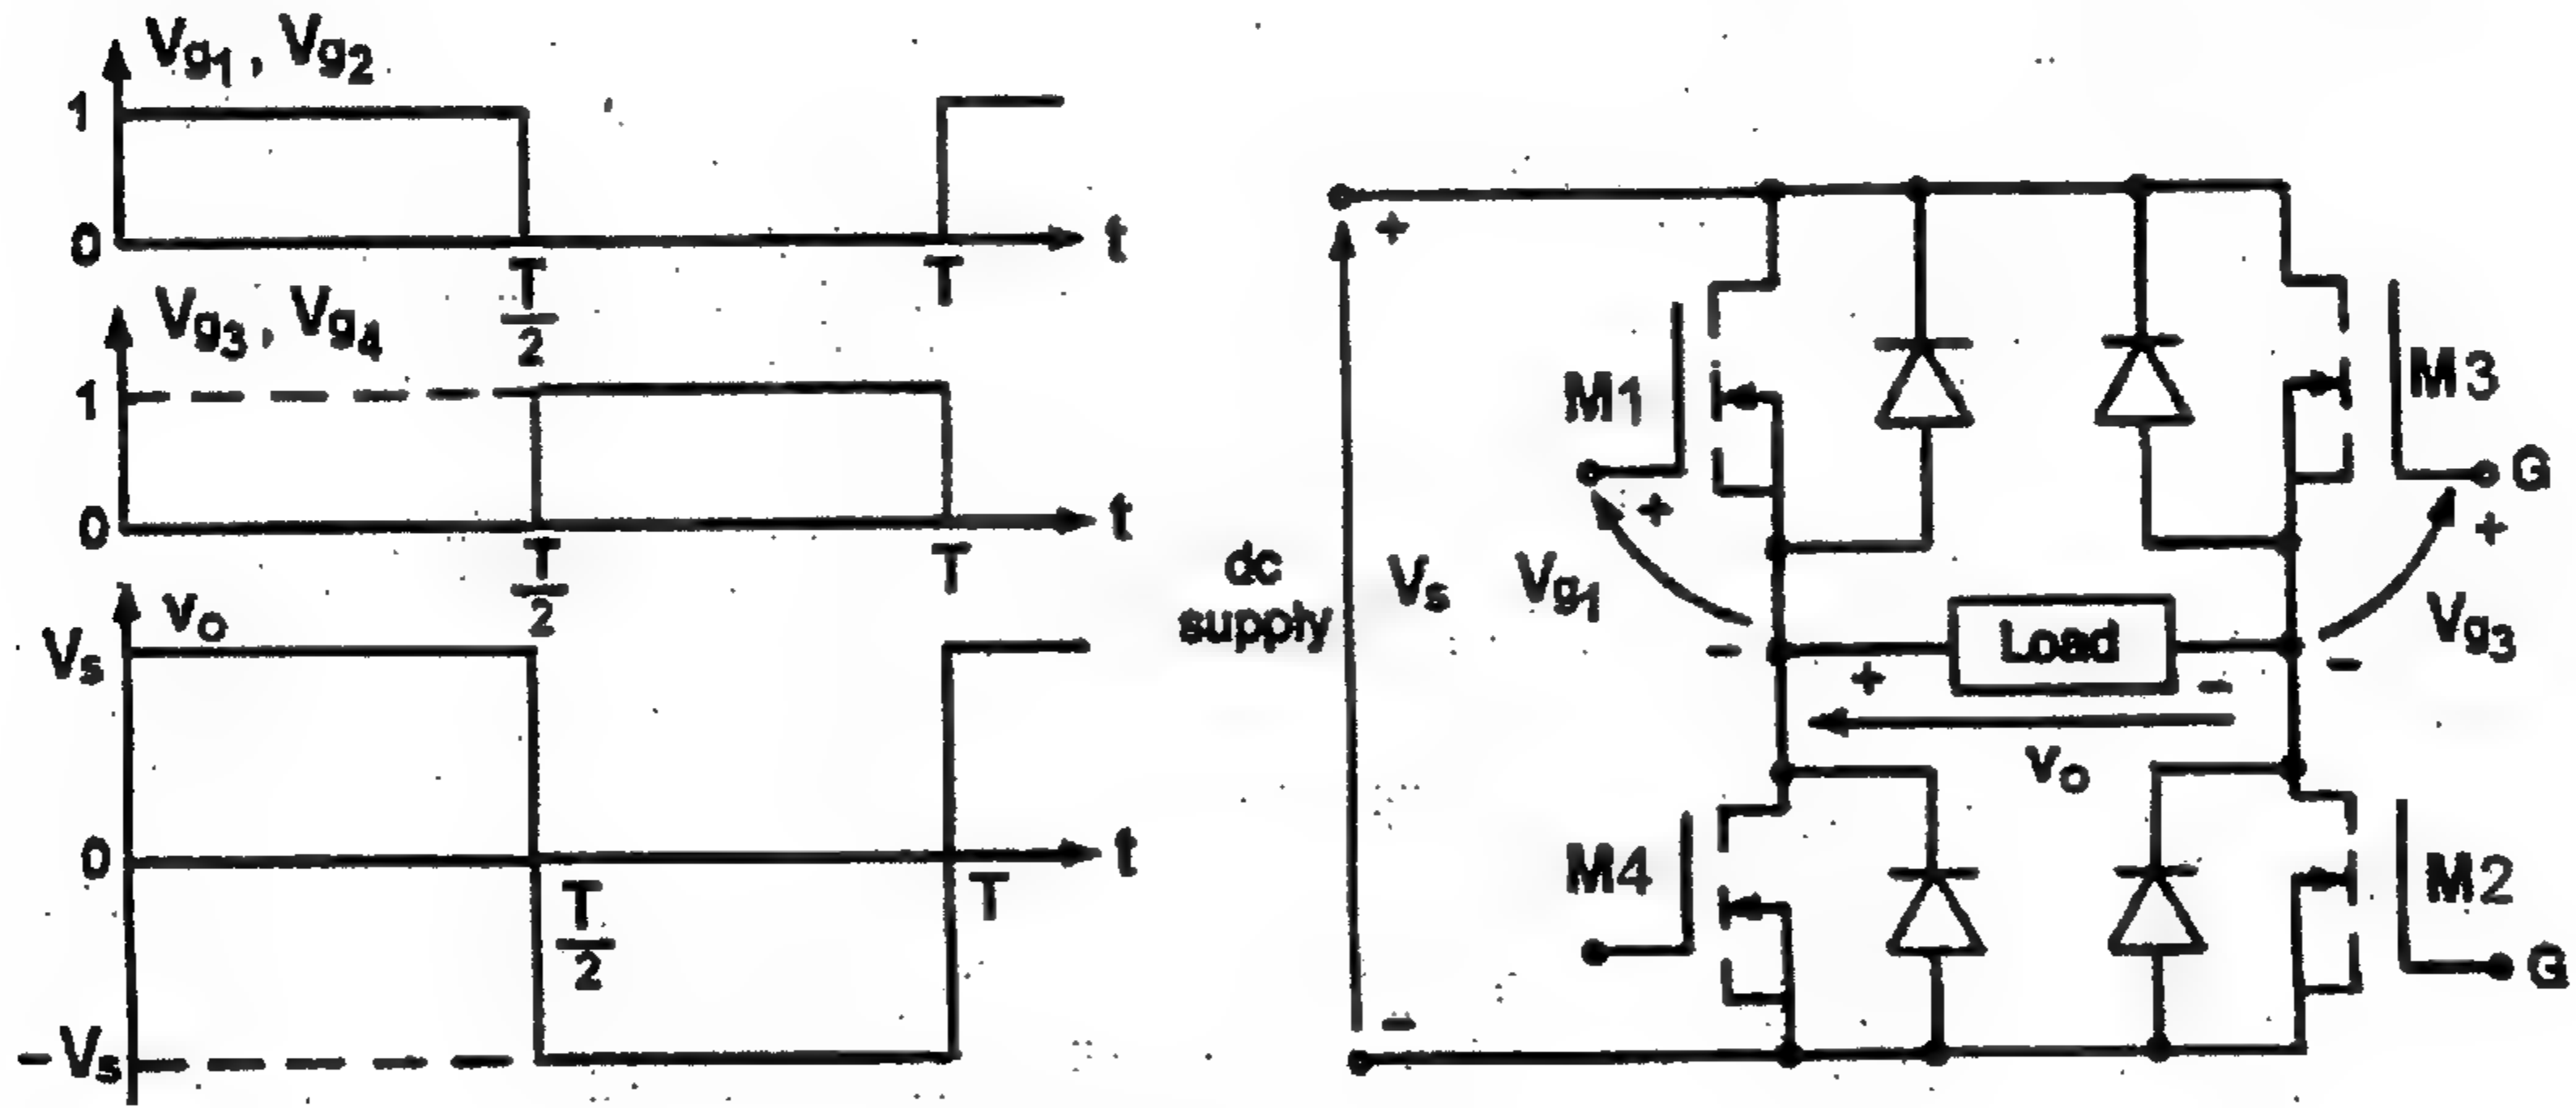 Vg1, Vg2
1
0
T/2
T
t
Vg3, Vg4
1
0
T/2
T
t
vo
Vs
0
T/2
T
t
-Vs
dc
supply
+
Vs
-
M1
+
Vg1
-
M3
G
+
Vg3
-
Load
+
-
vo
M4
M2
G